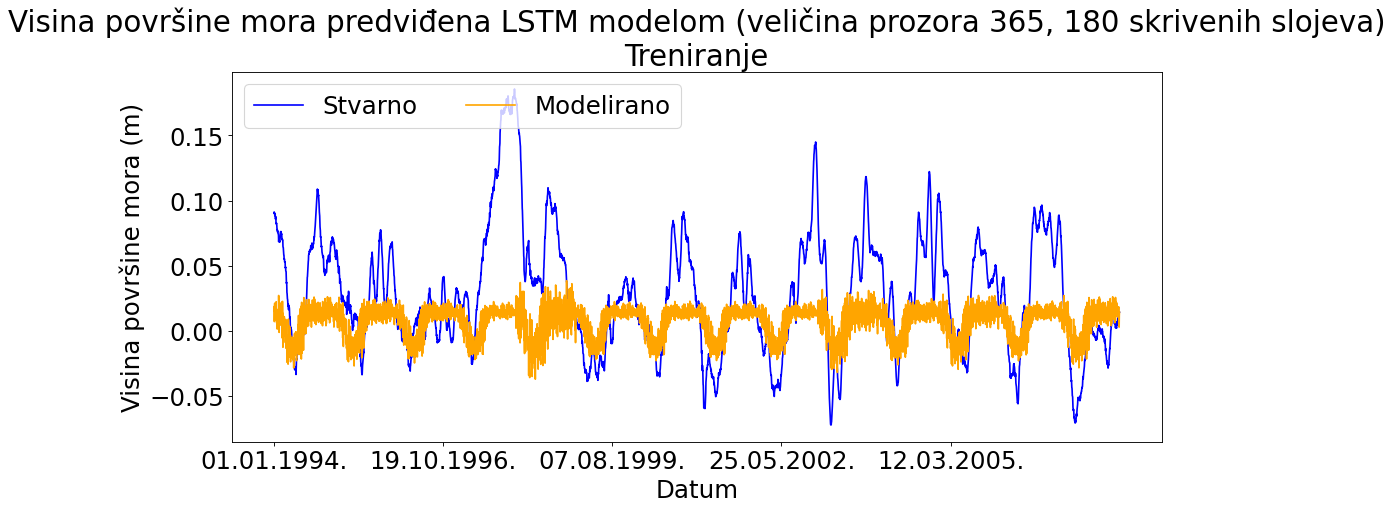 Visina površine mora predviđena LSTM modelom (veličina prozora 365, 180 skrivenih slojeva)
Treniranje
Stvarno Modelirano
Visina površine mora (m)
0.15
0.10
0.05
0.00
−0.05
01.01.1994. 19.10.1996. 07.08.1999. 25.05.2002. 12.03.2005.
Datum